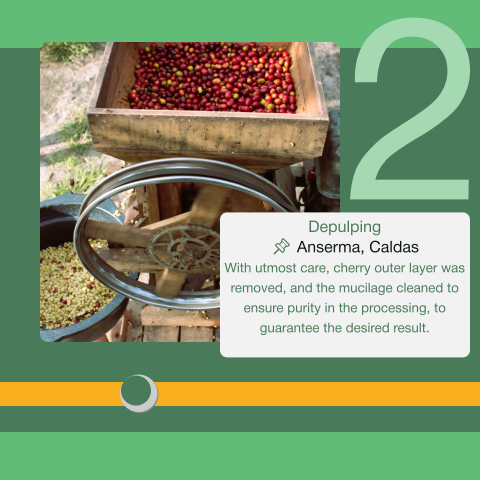 2
Depulping
Anserma, Caldas
With utmost care, cherry outer layer was
removed, and the mucilage cleaned to
ensure purity in the processing, to
guarantee the desired result.